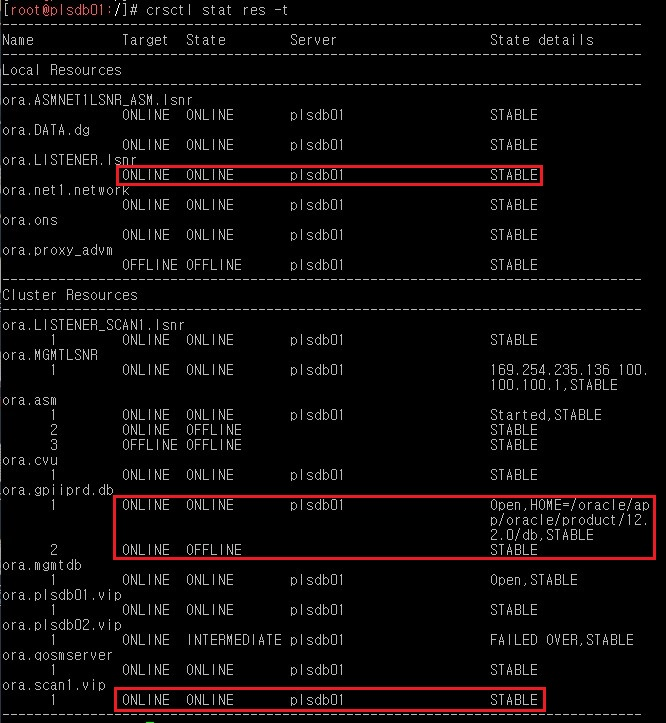 [root@plsdb01:/]# crsctl stat res -t
--------------------------------------------------------------------------------
Name           Target  State        Server                   State details
--------------------------------------------------------------------------------
Local Resources
--------------------------------------------------------------------------------
ora.ASMNET1LSNR_ASM.lsnr
               ONLINE  ONLINE       plsdb01                  STABLE
ora.DATA.dg
               ONLINE  ONLINE       plsdb01                  STABLE
ora.LISTENER.lsnr
               ONLINE  ONLINE       plsdb01                  STABLE
ora.net1.network
               ONLINE  ONLINE       plsdb01                  STABLE
ora.ons
               ONLINE  ONLINE       plsdb01                  STABLE
ora.proxy_advm
               OFFLINE OFFLINE      plsdb01                  STABLE
--------------------------------------------------------------------------------
Cluster Resources
--------------------------------------------------------------------------------
ora.LISTENER_SCAN1.lsnr
      1        ONLINE  ONLINE       plsdb01                  STABLE
ora.MGMTLSNR
      1        ONLINE  ONLINE       plsdb01                  169.254.235.136 100.
                                                             100.100.1,STABLE
ora.asm
      1        ONLINE  ONLINE       plsdb01                  Started,STABLE
      2        ONLINE  OFFLINE                               STABLE
      3        OFFLINE OFFLINE                               STABLE
ora.cvu
      1        ONLINE  ONLINE       plsdb01                  STABLE
ora.gpiiprd.db
      1        ONLINE  ONLINE       plsdb01                  Open,HOME=/oracle/ap
                                                             p/oracle/product/12.
                                                             2.0/db,STABLE
      2        ONLINE  OFFLINE                               STABLE
ora.mgmtdb
      1        ONLINE  ONLINE       plsdb01                  Open,STABLE
ora.plsdb01.vip
      1        ONLINE  ONLINE       plsdb01                  STABLE
ora.plsdb02.vip
      1        ONLINE  INTERMEDIATE plsdb01                  FAILED OVER,STABLE
ora.qosmserver
      1        ONLINE  ONLINE       plsdb01                  STABLE
ora.scan1.vip
      1        ONLINE  ONLINE       plsdb01                  STABLE
--------------------------------------------------------------------------------